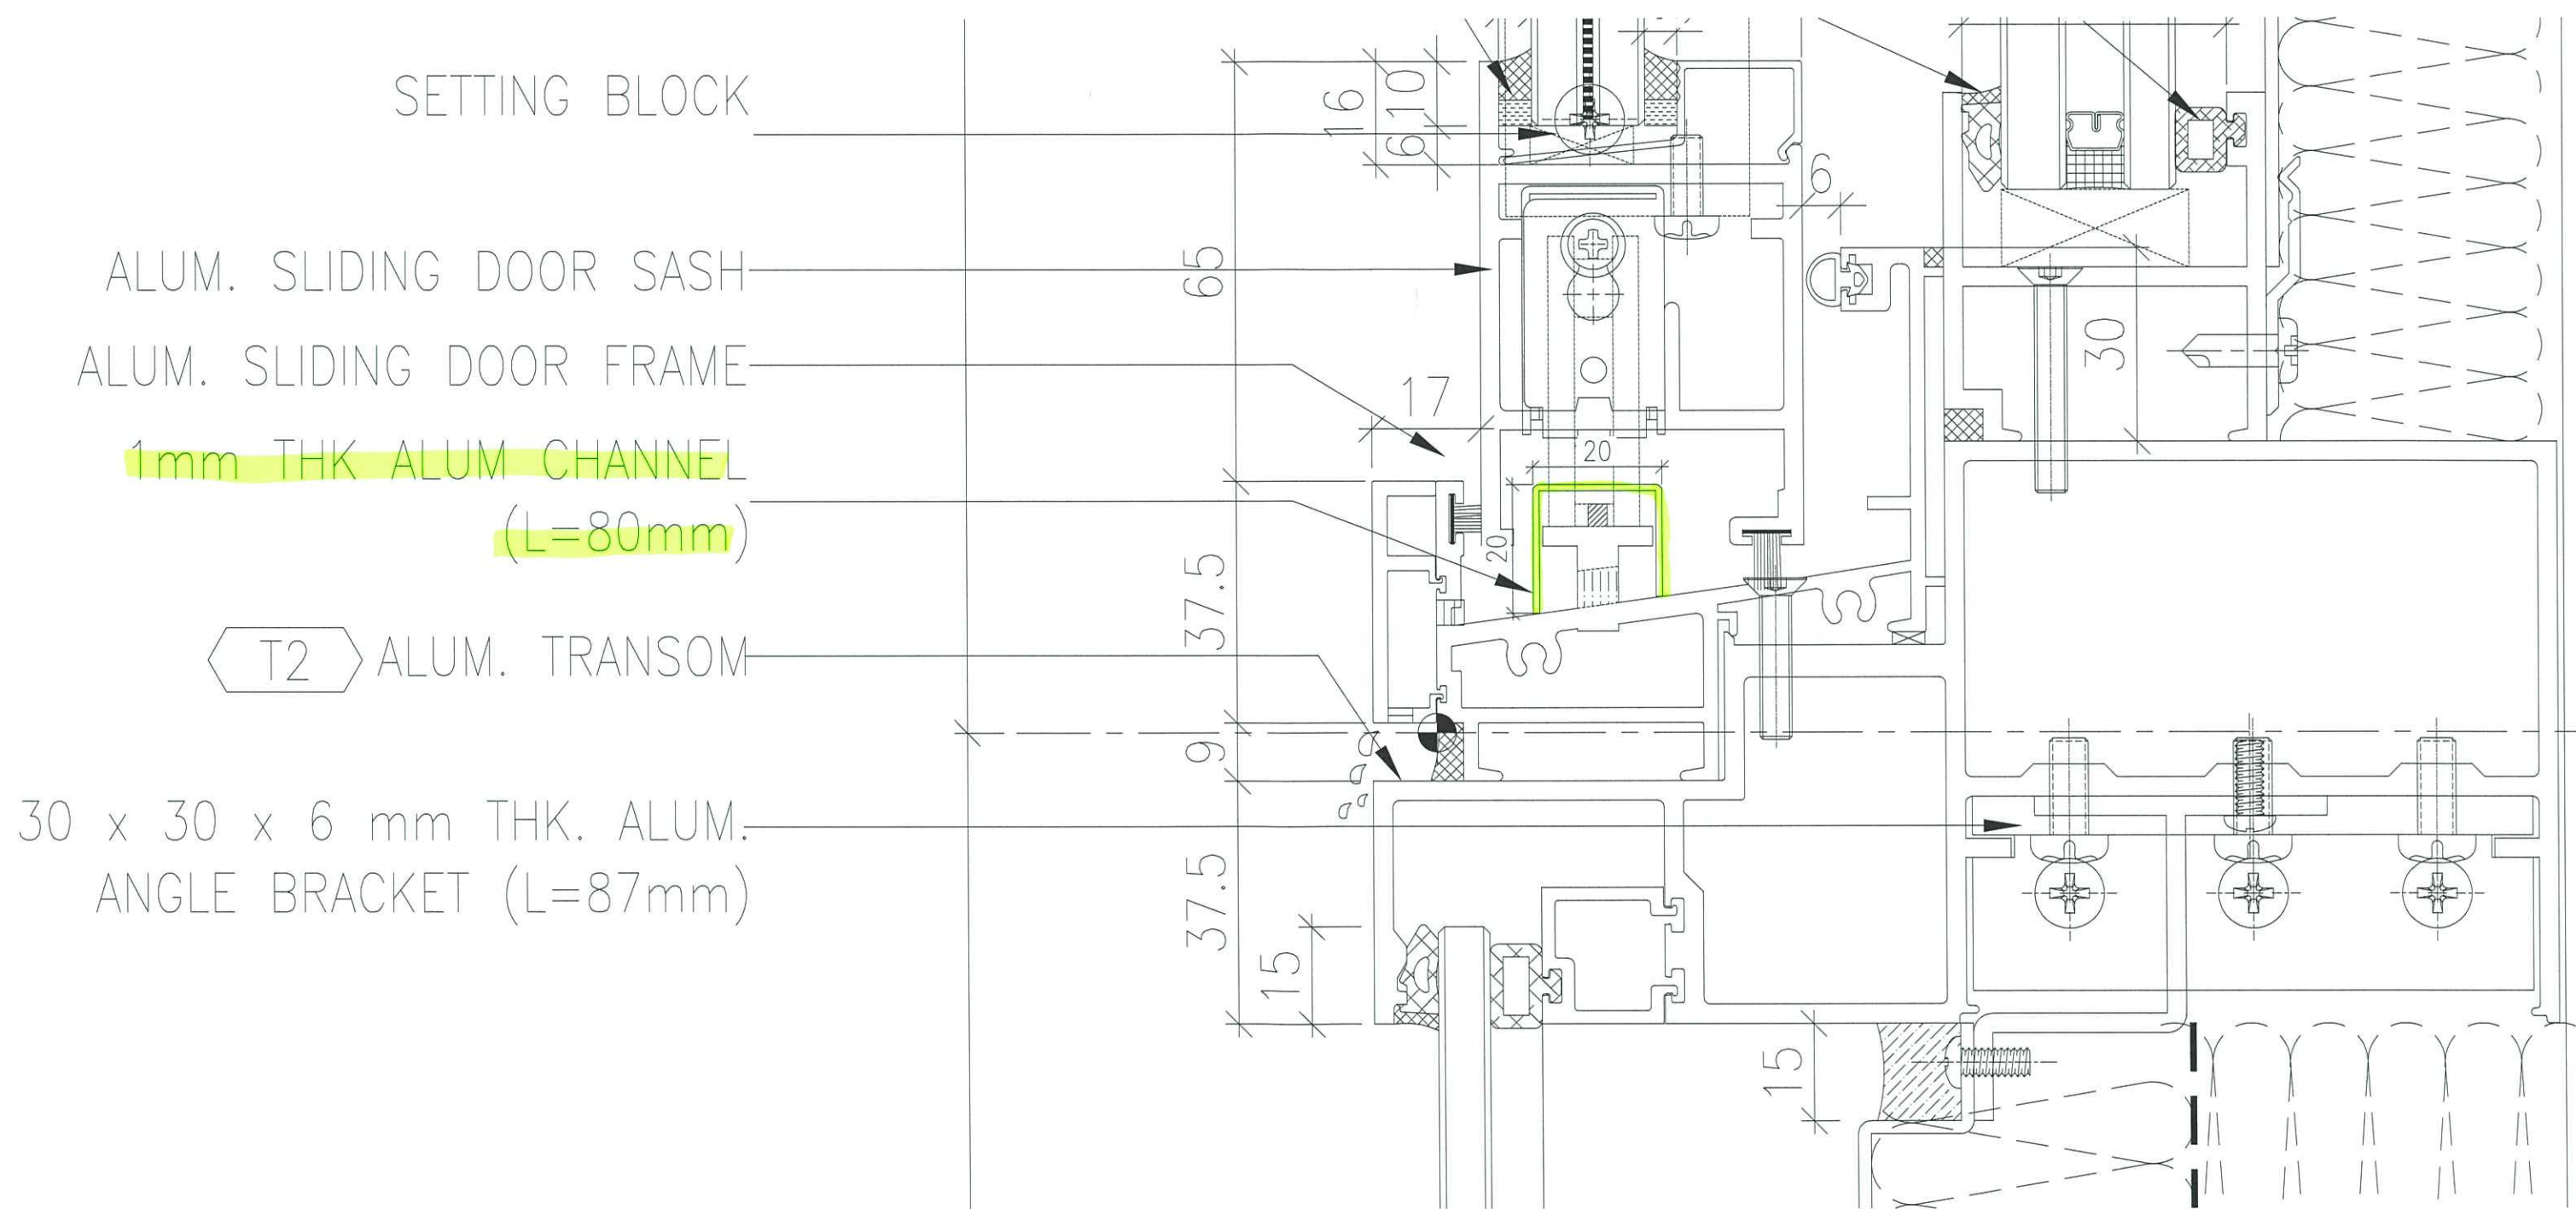 SETTING BLOCK
ALUM. SLIDING DOOR SASH
ALUM. SLIDING DOOR FRAME
1mm THK ALUM CHANNEL
(L=80mm)
T2 ALUM. TRANSOM
30 x 30 x 6 mm THK. ALUM.
ANGLE BRACKET (L=87mm)
16
10
6
65
17
37.5
9
37.5
15
20
20
6
30
15